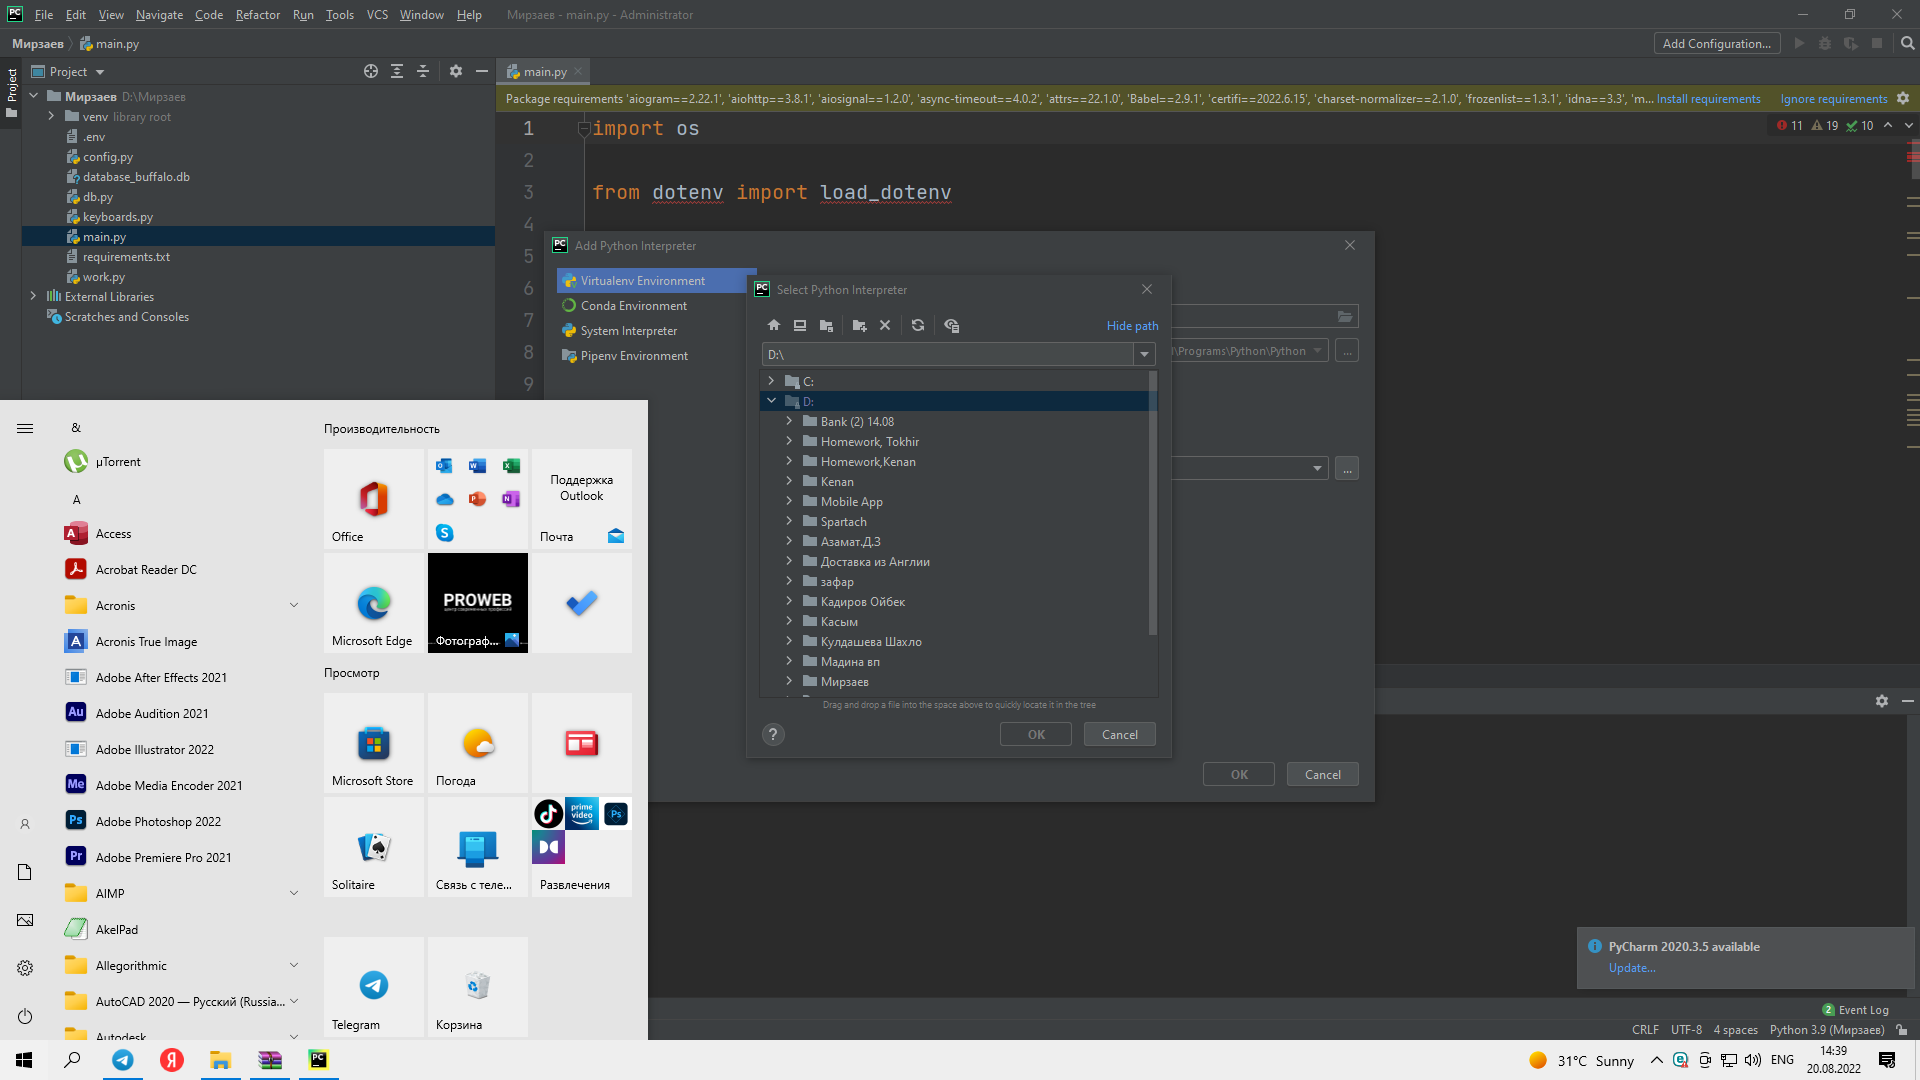 File Edit View Navigate Code Refactor Run Tools VCS Window Help Мирзаев - main.py - Administrator
Мирзаев main.py Add Configuration...
Project
Project
main.py
Мирзаев D:\Мирзаев
venv library root
.env
config.py
database_buffalo.db
db.py
keyboards.py
main.py
requirements.txt
work.py
External Libraries
Scratches and Consoles
Package requirements 'aiogram==2.22.1', 'aiohttp==3.8.1', 'aiosignal==1.2.0', 'async-timeout==4.0.2', 'attrs==22.1.0', 'Babel==2.9.1', 'certifi==2022.6.15', 'charset-normalizer==2.1.0', 'frozenlist==1.3.1', 'idna==3.3', 'm... Install requirements Ignore requirements
11 19 10
1 import os
2
3 from dotenv import load_dotenv
4
5
6
7
8
9
Add Python Interpreter
Virtualenv Environment
Conda Environment
System Interpreter
Pipenv Environment
\Programs\Python\Python
...
...
OK Cancel
Select Python Interpreter
Hide path
D:\
C:
D:
Bank (2) 14.08
Homework, Tokhir
Homework,Kenan
Kenan
Mobile App
Spartach
Азамат.Д.З
Доставка из Англии
зафар
Кадиров Ойбек
Касым
Кулдашева Шахло
Мадина вп
Мирзаев
Drag and drop a file into the space above to quickly locate it in the tree
? OK Cancel
&
µTorrent
A
Access
Acrobat Reader DC
Acronis
Acronis True Image
Adobe After Effects 2021
Adobe Audition 2021
Adobe Illustrator 2022
Adobe Media Encoder 2021
Adobe Photoshop 2022
Adobe Premiere Pro 2021
AIMP
AkelPad
Allegorithmic
AutoCAD 2020 — Русский (Russia...
Autodesk
Производительность
Office
Поддержка
Outlook
Почта
Microsoft Edge
PROWEB
центр современных профессий
Фотограф...
Просмотр
Microsoft Store
Погода
Solitaire
Связь с теле...
prime video
Ps
Развлечения
Telegram
Корзина
PyCharm 2020.3.5 available
Update...
2 Event Log
CRLF UTF-8 4 spaces Python 3.9 (Мирзаев)
31°C Sunny ENG 14:39
20.08.2022